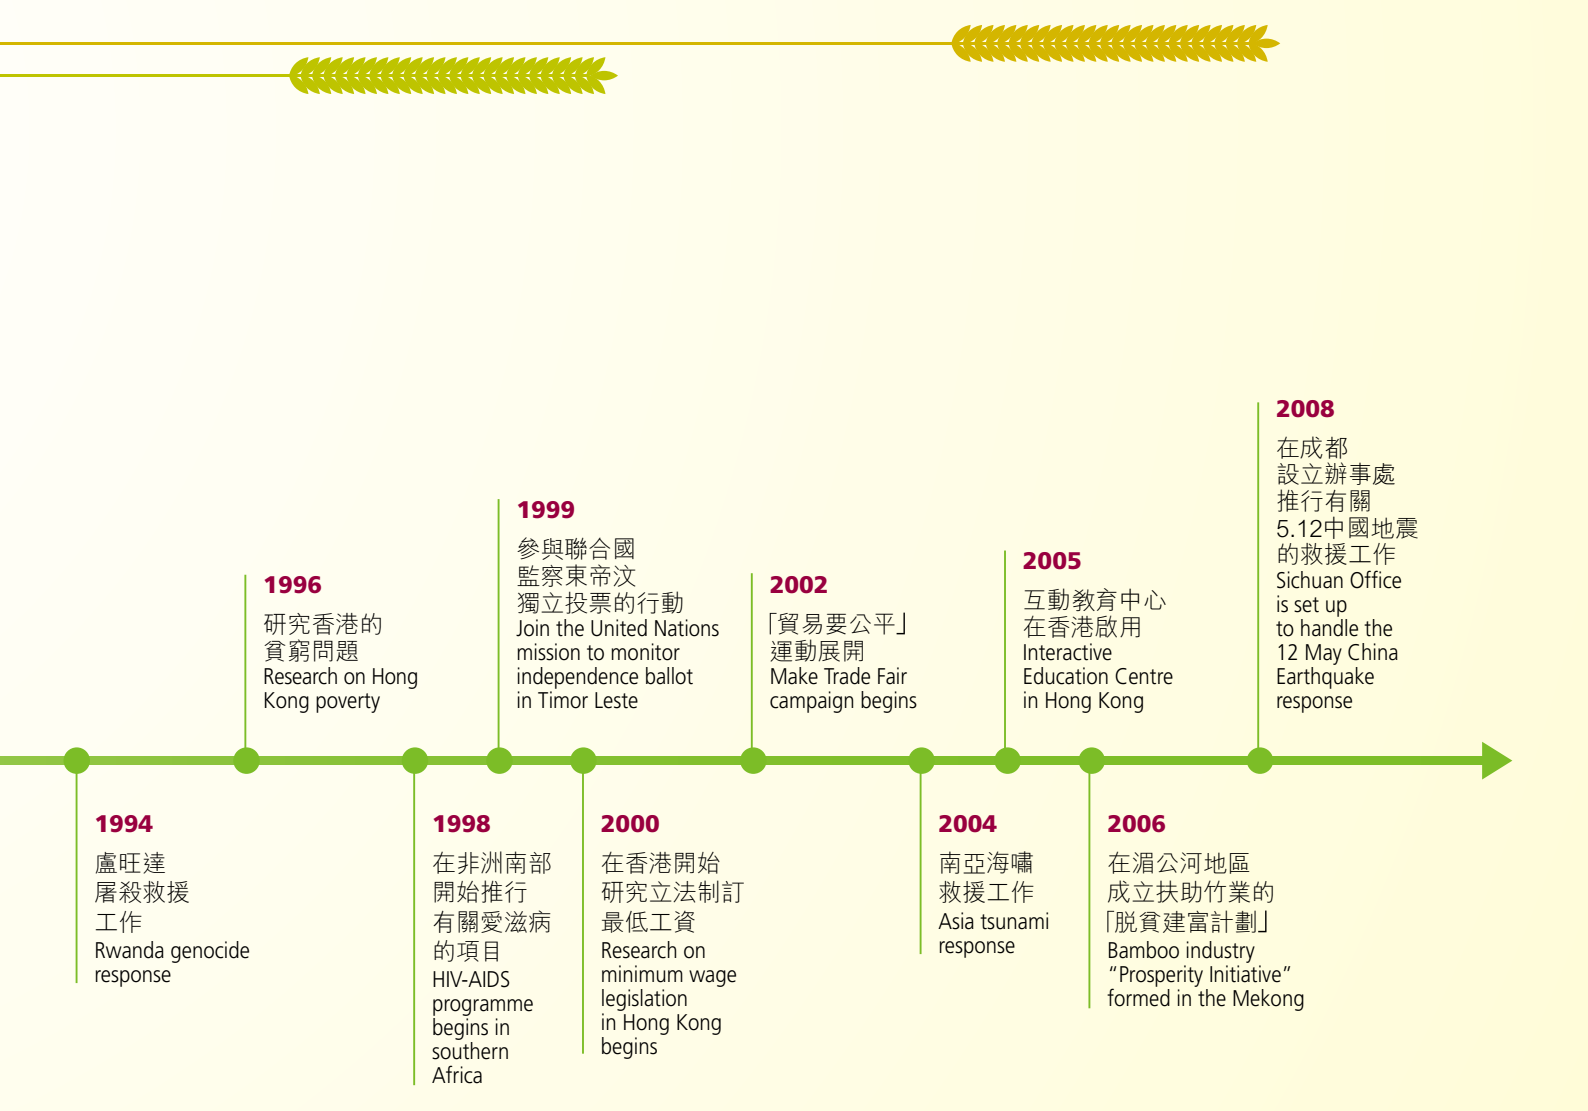 1994
盧旺達
屠殺救援
工作
Rwanda genocide
response
1996
研究香港的
貧窮問題
Research on Hong
Kong poverty
1998
在非洲南部
開始推行
有關愛滋病
的項目
HIV-AIDS
programme
begins in
southern
Africa
1999
參與聯合國
監察東帝汶
獨立投票的行動
Join the United Nations
mission to monitor
independence ballot
in Timor Leste
2000
在香港開始
研究立法制訂
最低工資
Research on
minimum wage
legislation
in Hong Kong
begins
2002
「貿易要公平」
運動展開
Make Trade Fair
campaign begins
2004
南亞海嘯
救援工作
Asia tsunami
response
2005
互動教育中心
在香港啟用
Interactive
Education Centre
in Hong Kong
2006
在湄公河地區
成立扶助竹業的
「脱貧建富計劃」
Bamboo industry
“Prosperity Initiative”
formed in the Mekong
2008
在成都
設立辦事處
推行有關
5.12中國地震
的救援工作
Sichuan Office
is set up
to handle the
12 May China
Earthquake
response